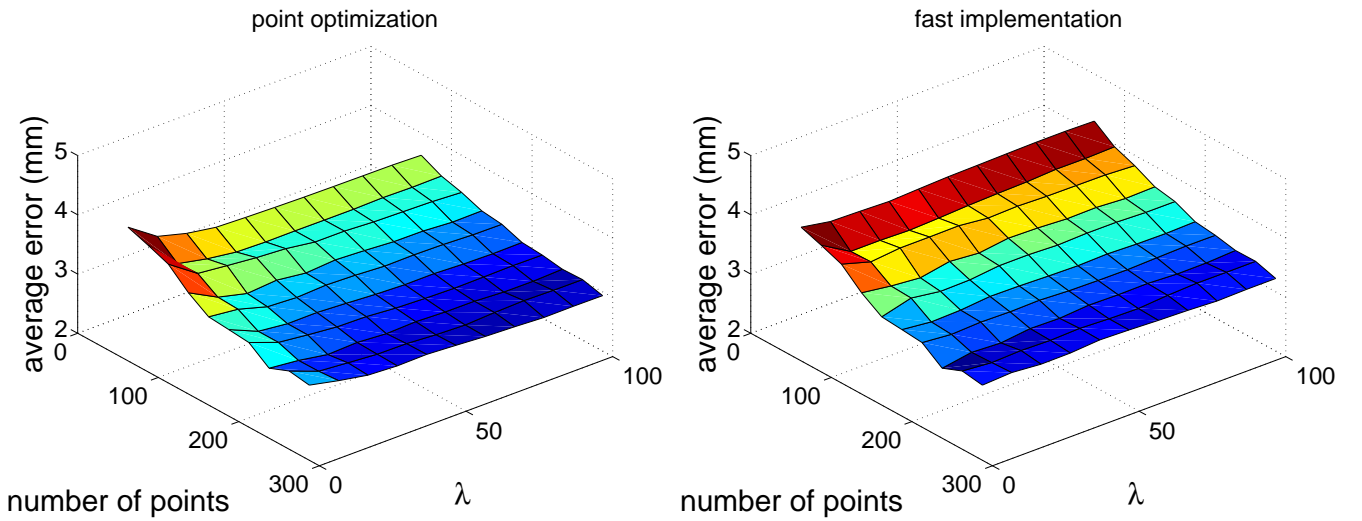 point optimization
average error (mm)
5
4
3
2
0
100
200
300
number of points
0
50
100
λ
fast implementation
average error (mm)
5
4
3
2
0
100
200
300
number of points
0
50
100
λ